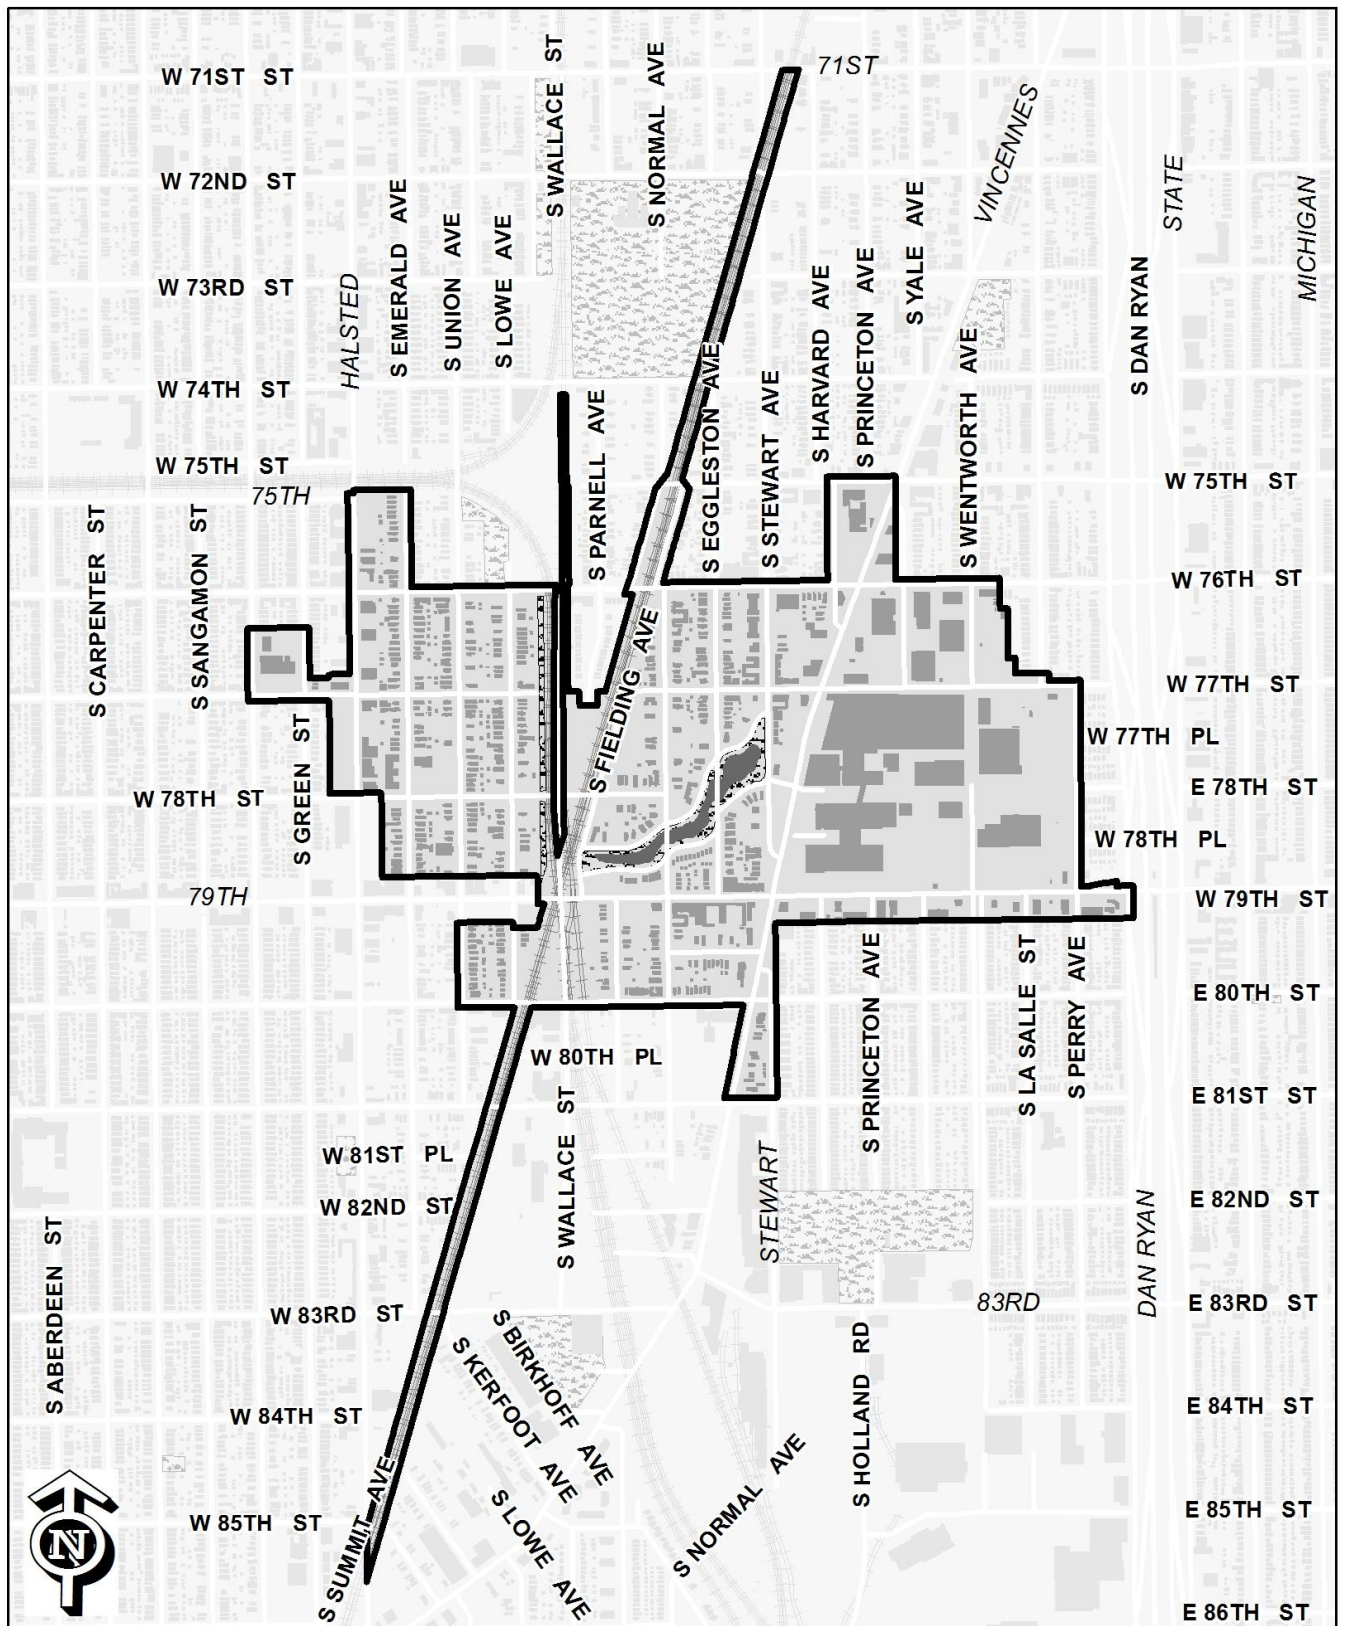 W 71ST ST
71ST
S WALLACE ST
S NORMAL AVE
VINCENNES
W 72ND ST
STATE
MICHIGAN
S EMERALD AVE
S UNION AVE
S LOWE AVE
S YALE AVE
W 73RD ST
HALSTED
S HARVARD AVE
S PRINCETON AVE
S DAN RYAN
W 74TH ST
S PARNELL AVE
S EGGLESTON AVE
S STEWART AVE
S WENTWORTH AVE
W 75TH ST
75TH
W 75TH ST
S CARPENTER ST
S SANGAMON ST
W 76TH ST
S FIELDING AVE
W 77TH ST
W 77TH PL
S GREEN ST
W 78TH ST
E 78TH ST
W 78TH PL
79TH
W 79TH ST
S PRINCETON AVE
S LA SALLE ST
S PERRY AVE
E 80TH ST
W 80TH PL
E 81ST ST
W 81ST PL
S WALLACE ST
STEWART
W 82ND ST
E 82ND ST
S ABERDEEN ST
DAN RYAN
W 83RD ST
83RD
E 83RD ST
S BIRKHOFF AVE
S KERFOOT AVE
S HOLLAND RD
W 84TH ST
E 84TH ST
S SUMMIT AVE
S LOWE AVE
S NORMAL AVE
W 85TH ST
E 85TH ST
N
E 86TH ST